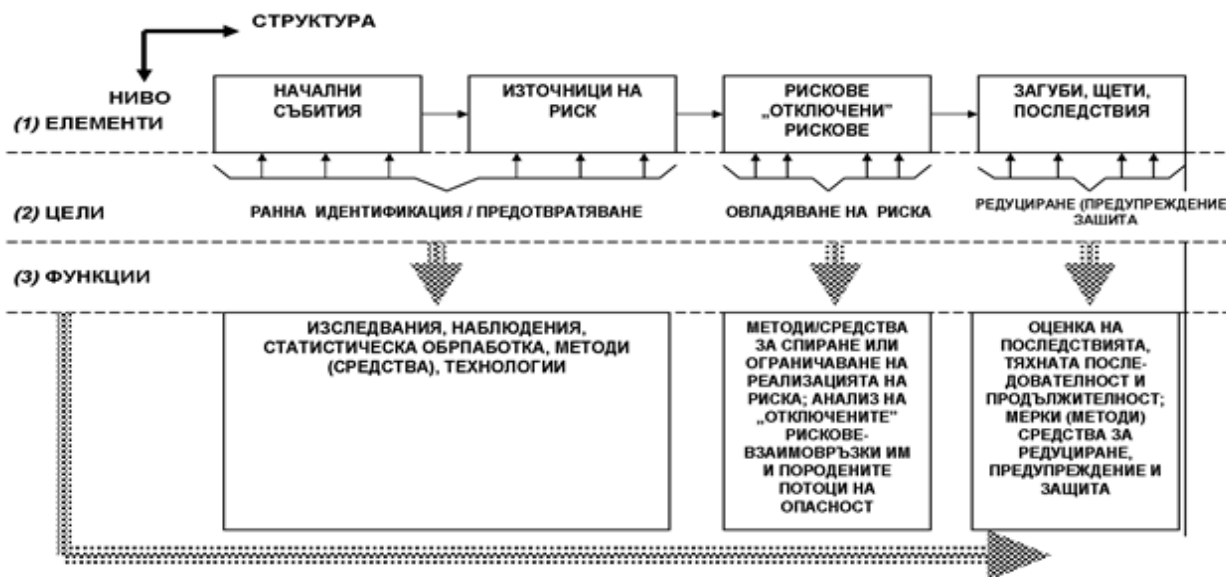 СТРУКТУРА
НИВО
(1) ЕЛЕМЕНТИ
НАЧАЛНИ
СЪБИТИЯ
ИЗТОЧНИЦИ НА
РИСК
РИСКОВЕ
„ОТКЛЮЧЕНИ”
РИСКОВЕ
ЗАГУБИ, ЩЕТИ,
ПОСЛЕДСТВИЯ
(2) ЦЕЛИ
РАННА ИДЕНТИФИКАЦИЯ / ПРЕДОТВРАТЯВАНЕ
ОВЛАДЯВАНЕ НА РИСКА
РЕДУЦИРАНЕ (ПРЕДУПРЕЖДЕНИЕ
ЗАШИТА
(3) ФУНКЦИИ
ИЗСЛЕДВАНИЯ, НАБЛЮДЕНИЯ,
СТАТИСТИЧЕСКА ОБРПАБОТКА, МЕТОДИ
(СРЕДСТВА), ТЕХНОЛОГИИ
МЕТОДИ/СРЕДСТВА
ЗА СПИРАНЕ ИЛИ
ОГРАНИЧАВАНЕ НА
РЕАЛИЗАЦИЯТА НА
РИСКА; АНАЛИЗ НА
„ОТКЛЮЧЕНИТЕ”
РИСКОВЕ-
ВЗАИМОВРЪЗКИ ИМ
И ПОРОДЕНИТЕ
ПОТОЦИ НА
ОПАСНОСТ
ОЦЕНКА НА
ПОСЛЕДСТВИЯТА,
ТЯХНАТА ПОСЛЕ-
ДОВАТЕЛНОСТ И
ПРОДЪЛЖИТЕЛНОСТ;
МЕРКИ (МЕТОДИ)
СРЕДСТВА ЗА
РЕДУЦИРАНЕ,
ПРЕДУПРЕЖДЕНИЕ И
ЗАЩИТА